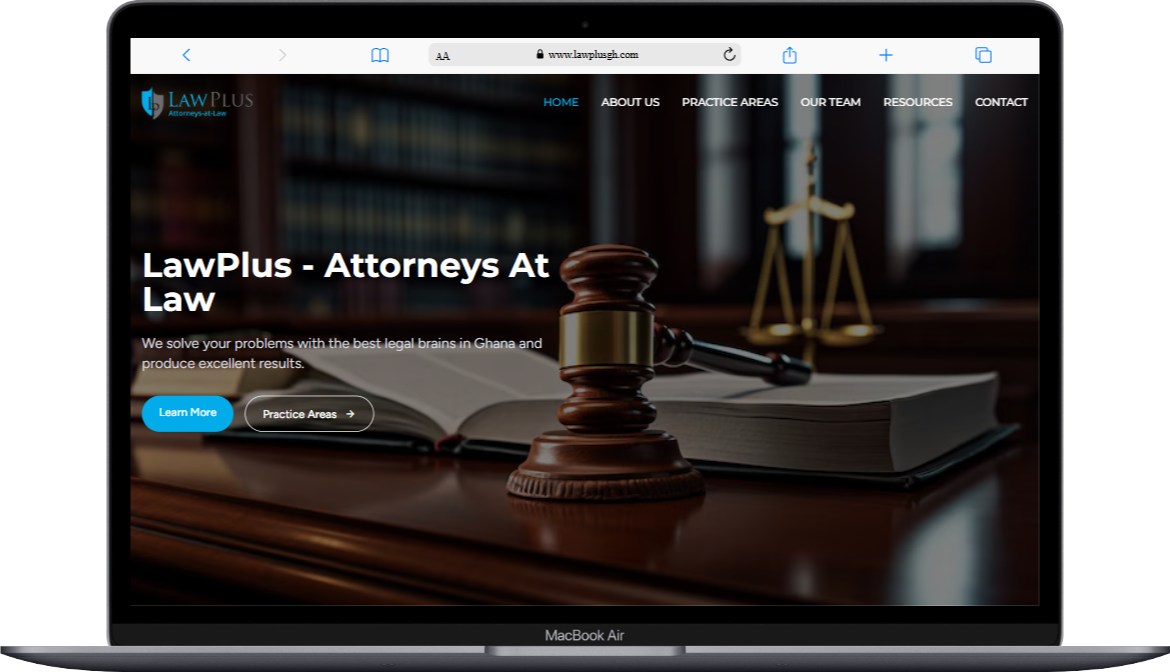 AA
www.lawplusgh.com
LAWPLUS
Attorneys-at-Law
HOME
ABOUT US
PRACTICE AREAS
OUR TEAM
RESOURCES
CONTACT
LawPlus - Attorneys At
Law
We solve your problems with the best legal brains in Ghana and
produce excellent results.
Learn More
Practice Areas →
MacBook Air